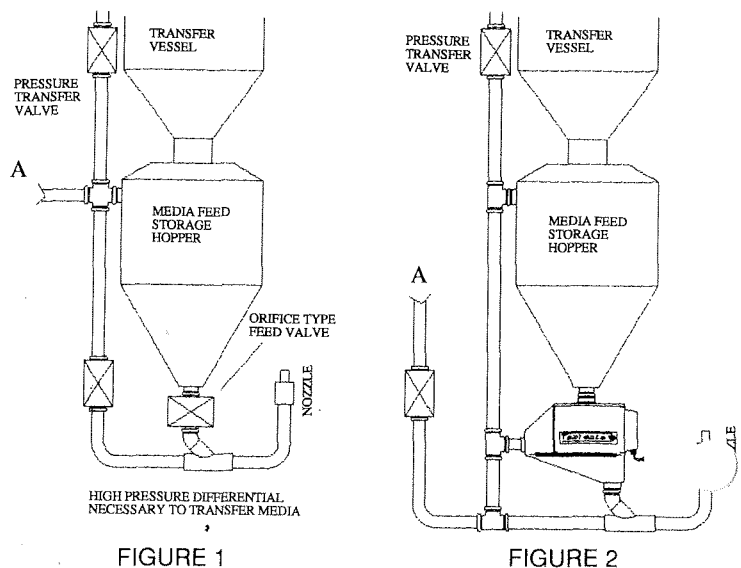 TRANSFER
VESSEL
PRESSURE
TRANSFER
VALVE
A
MEDIA FEED
STORAGE
HOPPER
ORIFICE TYPE
FEED VALVE
NOZZLE
HIGH PRESSURE DIFFERENTIAL
NECESSARY TO TRANSFER MEDIA
FIGURE 1
PRESSURE
TRANSFER
VALVE
TRANSFER
VESSEL
MEDIA FEED
STORAGE
HOPPER
A
FIGURE 2